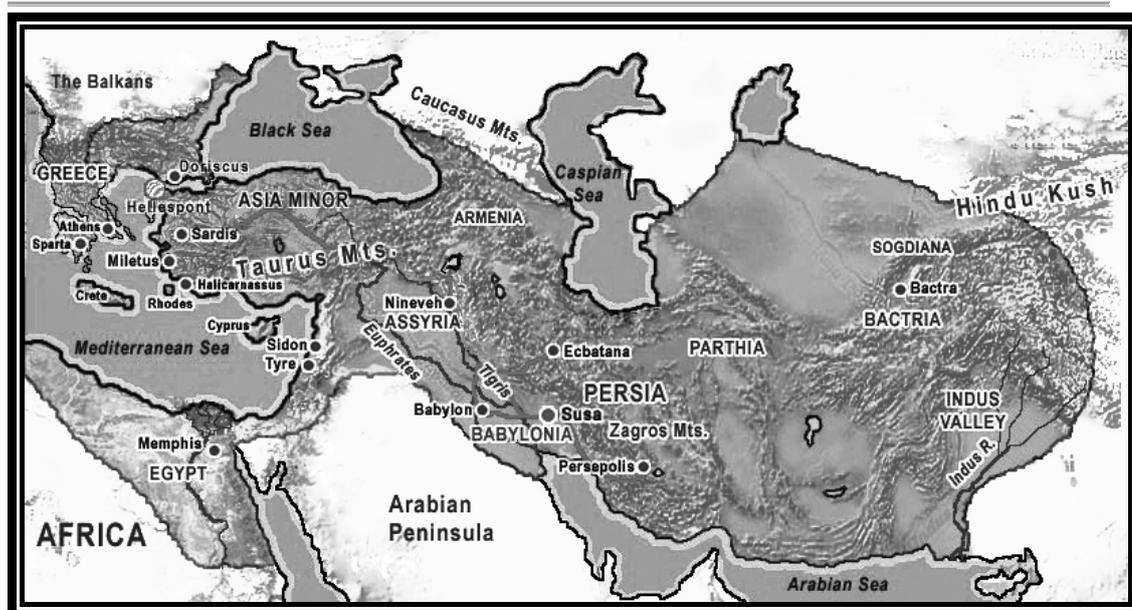 The Balkans
Caucasus Mts.
Black Sea
Caspian
Sea
GREECE
Doriscus
Hellespont
ASIA MINOR
ARMENIA
Hindu Kush
Athens
Sparta
Sardis
Miletus
Taurus Mts.
Halicarnassus
Crete
Rhodes
SOGDIANA
Bactra
BACTRIA
Nineveh
ASSYRIA
Cyprus
Mediterranean Sea
Sidon
Tyre
Euphrates
Tigris
Ecbatana
PARTHIA
PERSIA
Babylon
Susa
BABYLONIA
Zagros Mts.
INDUS
VALLEY
Indus R.
Memphis
EGYPT
Persepolis
AFRICA
Arabian
Peninsula
Arabian Sea